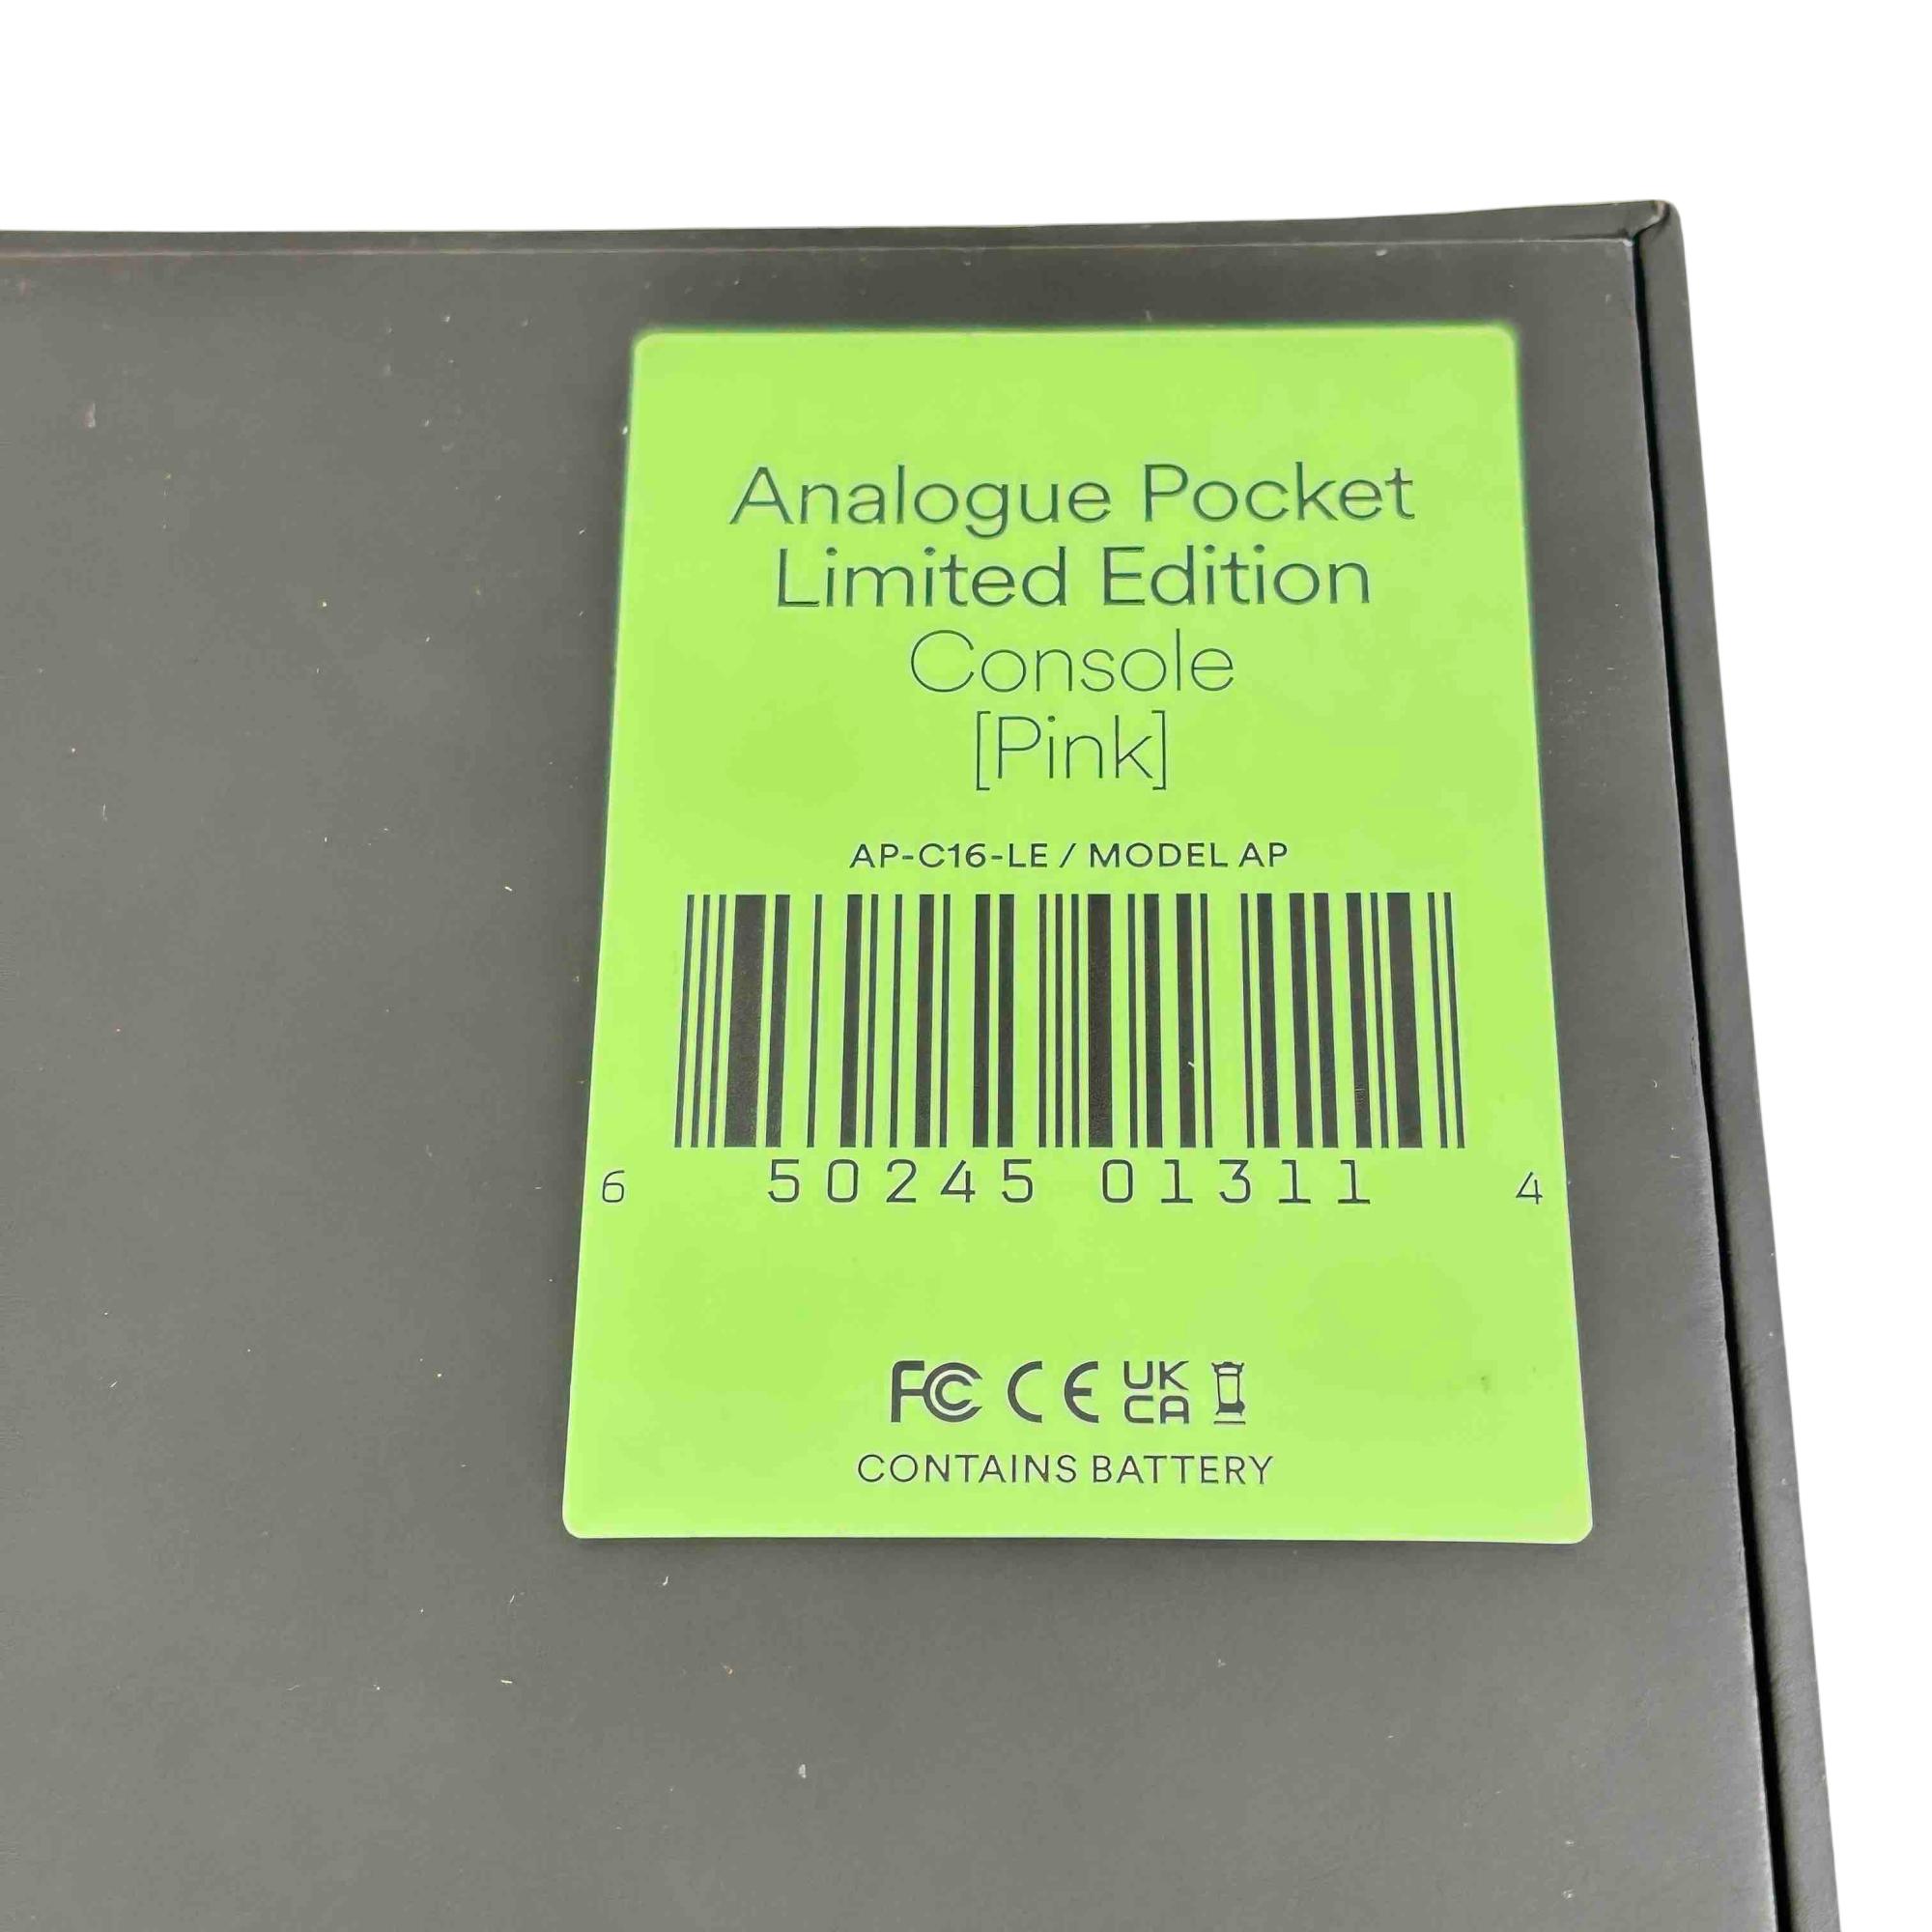 Analogue Pocket
Limited Edition
Console
[Pink]
AP-C16-LE / MODEL AP
6 50245 01311 4
FC CE UK CA
CONTAINS BATTERY